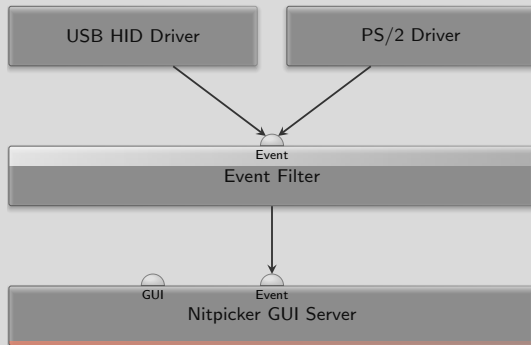 USB HID Driver
PS/2 Driver
Event
Event Filter
GUI
Event
Nitpicker GUI Server